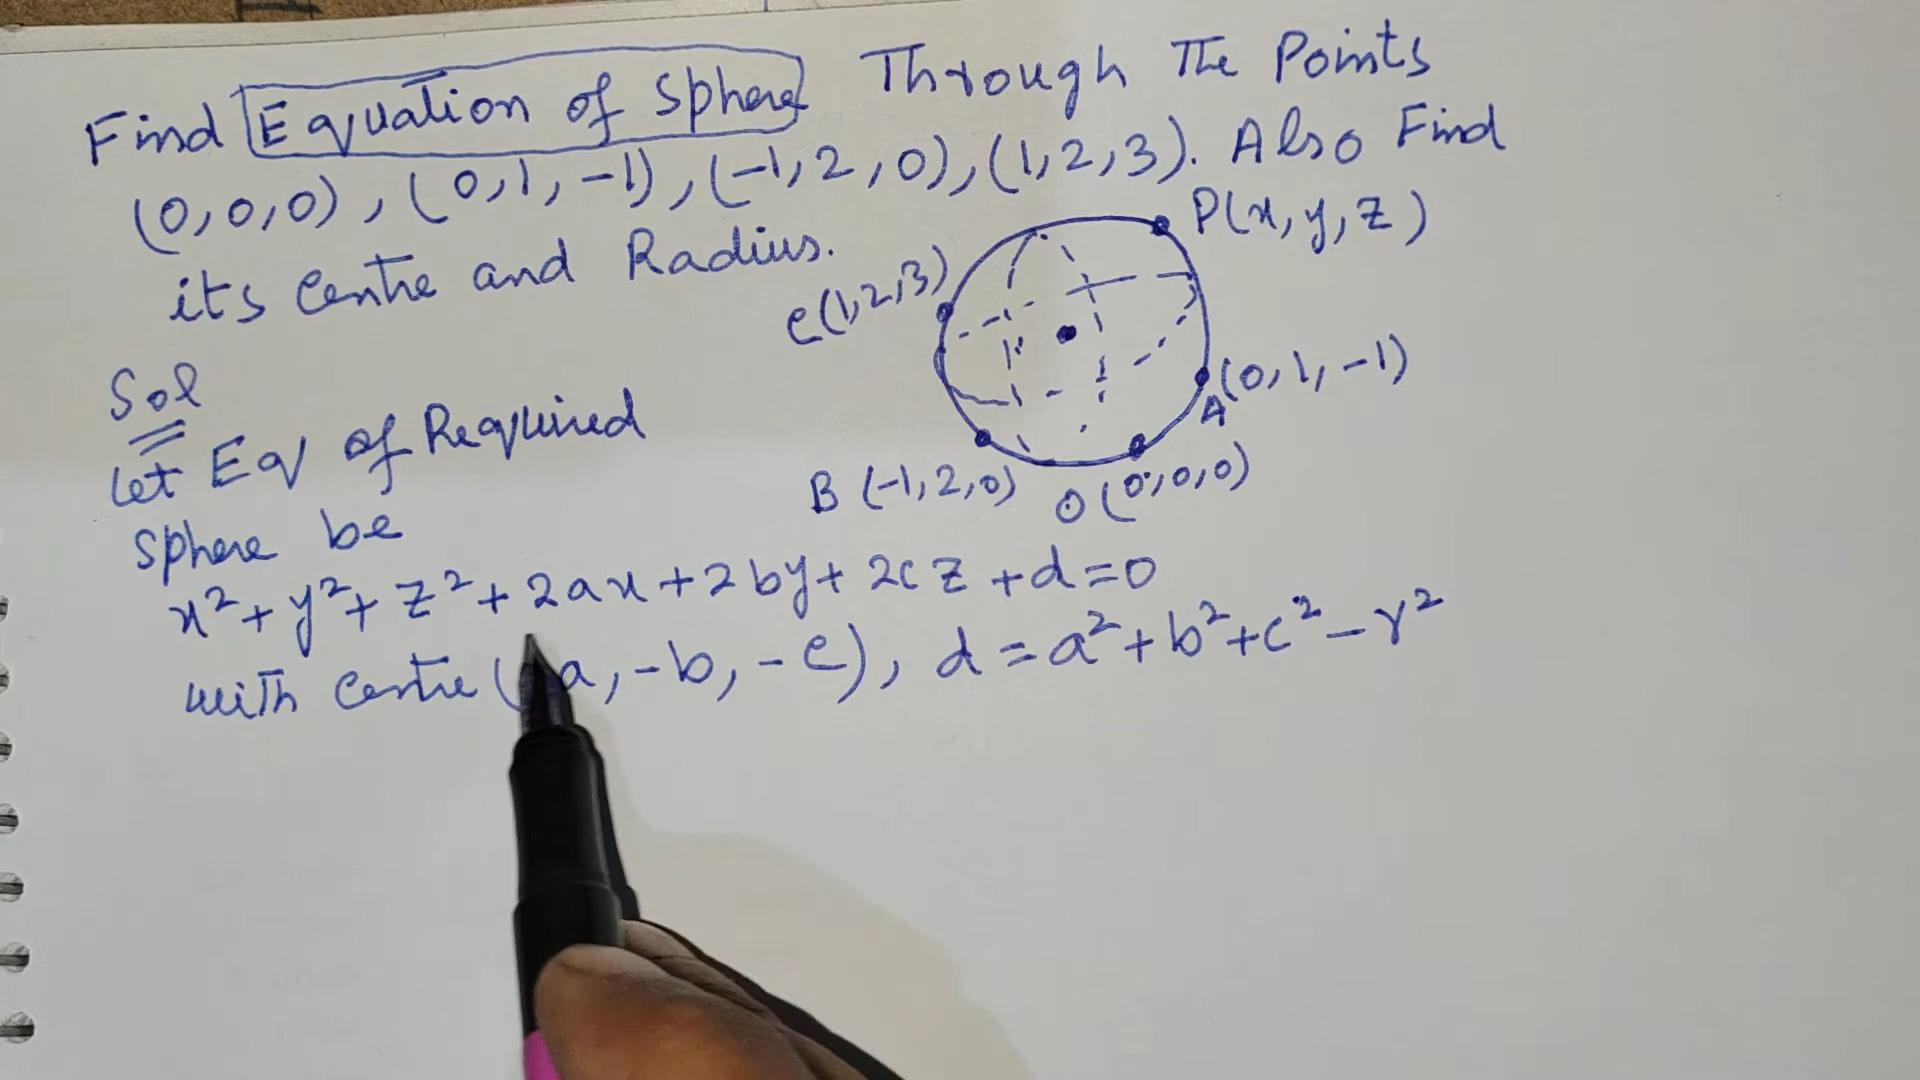 Find Equation of Sphere Through The Points
(0,0,0), (0,1,-1), (-1,2,0), (1,2,3). Also Find
its Centre and Radius.
P(x,y,z)
C(1,2,3)
A(0,1,-1)
B(-1,2,0)
O(0,0,0)
Sol
Let Eq of Required
Sphere be
x²+y²+z²+2ax+2by+2cz+d=0
with Centre ( a,-b,-c), d=a²+b²+c²-r²